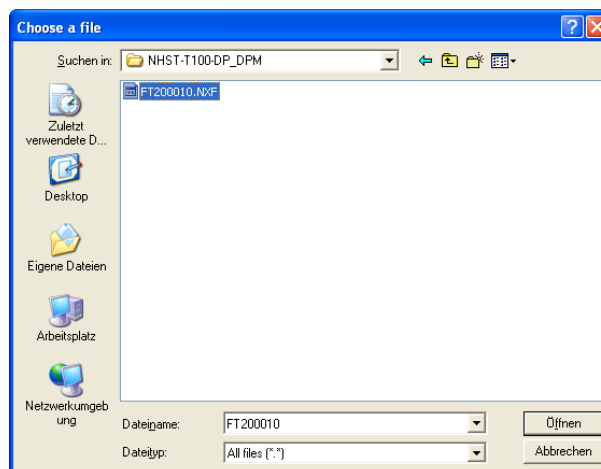 Choose a file
Suchen in:
NHST-T100-DP_DPM
FT200010.NXF
Zuletzt
verwendete D...
Desktop
Eigene Dateien
Arbeitsplatz
Netzwerkumgeb
ung
Dateiname:
FT200010
Öffnen
Dateityp:
All files (*.*)
Abbrechen